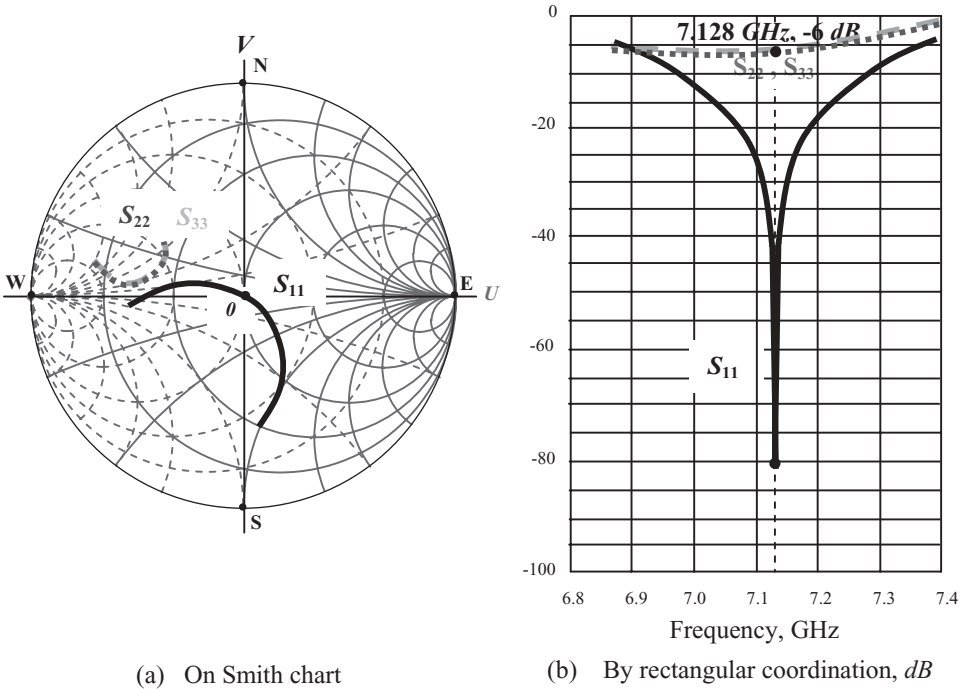 V
N
S22 S33
W
E
U
S11
0
S
(a) On Smith chart
0
7.128 GHz, -6 dB
S22 , S33
-20
-40
-60
S11
-80
-100
6.8 6.9 7.0 7.1 7.2 7.3 7.4
Frequency, GHz
(b) By rectangular coordination, dB